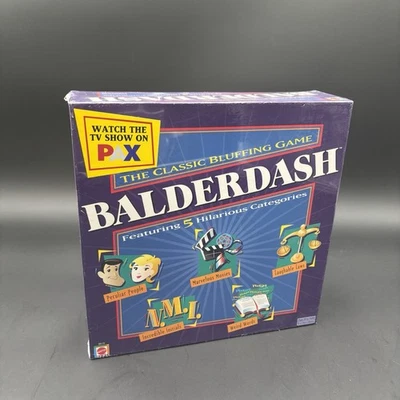 WATCH THE
TV SHOW ON
PAX
THE CLASSIC BLUFFING GAME
BALDERDASH
Featuring 5 Hilarious Categories
Peculiar People
Marvelous Movies
Laughable Laws
N.M.I.
Incredible Initials
Weird Words